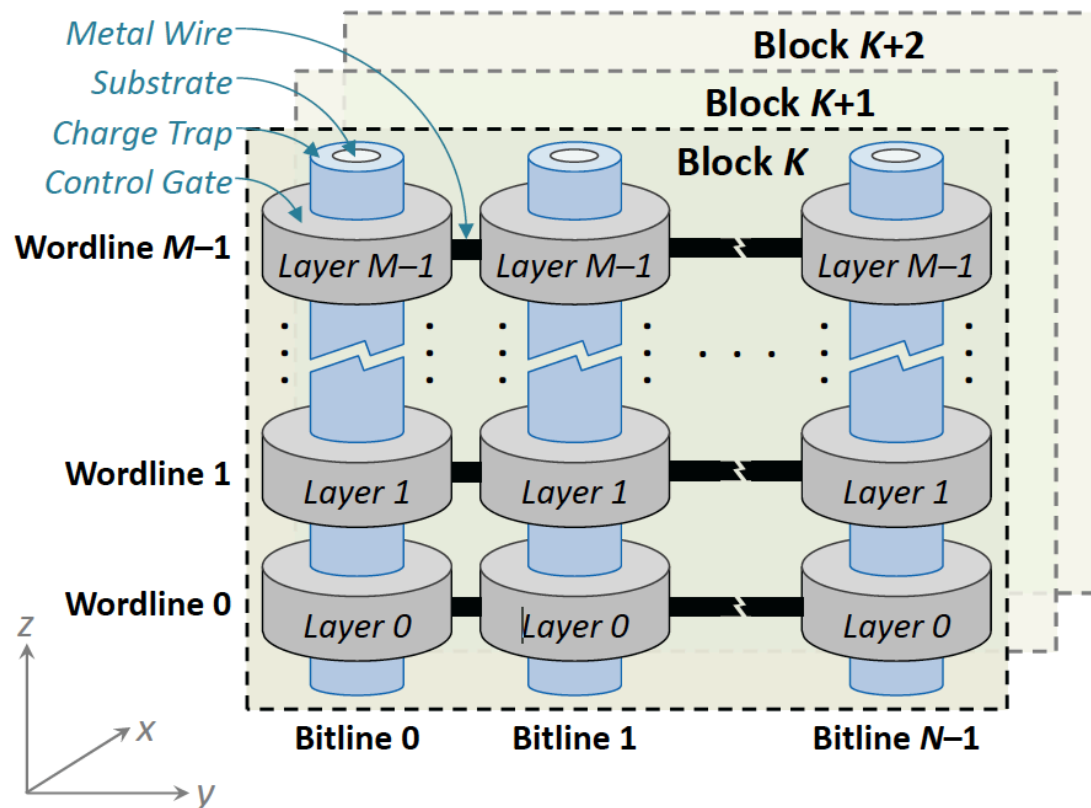 Metal Wire
Substrate
Charge Trap
Control Gate
Block K+2
Block K+1
Block K
Wordline M–1
Layer M–1
Layer M–1
Layer M–1
Wordline 1
Layer 1
Layer 1
Layer 1
Wordline 0
Layer 0
Layer 0
Layer 0
Bitline 0
Bitline 1
Bitline N–1
z
x
y